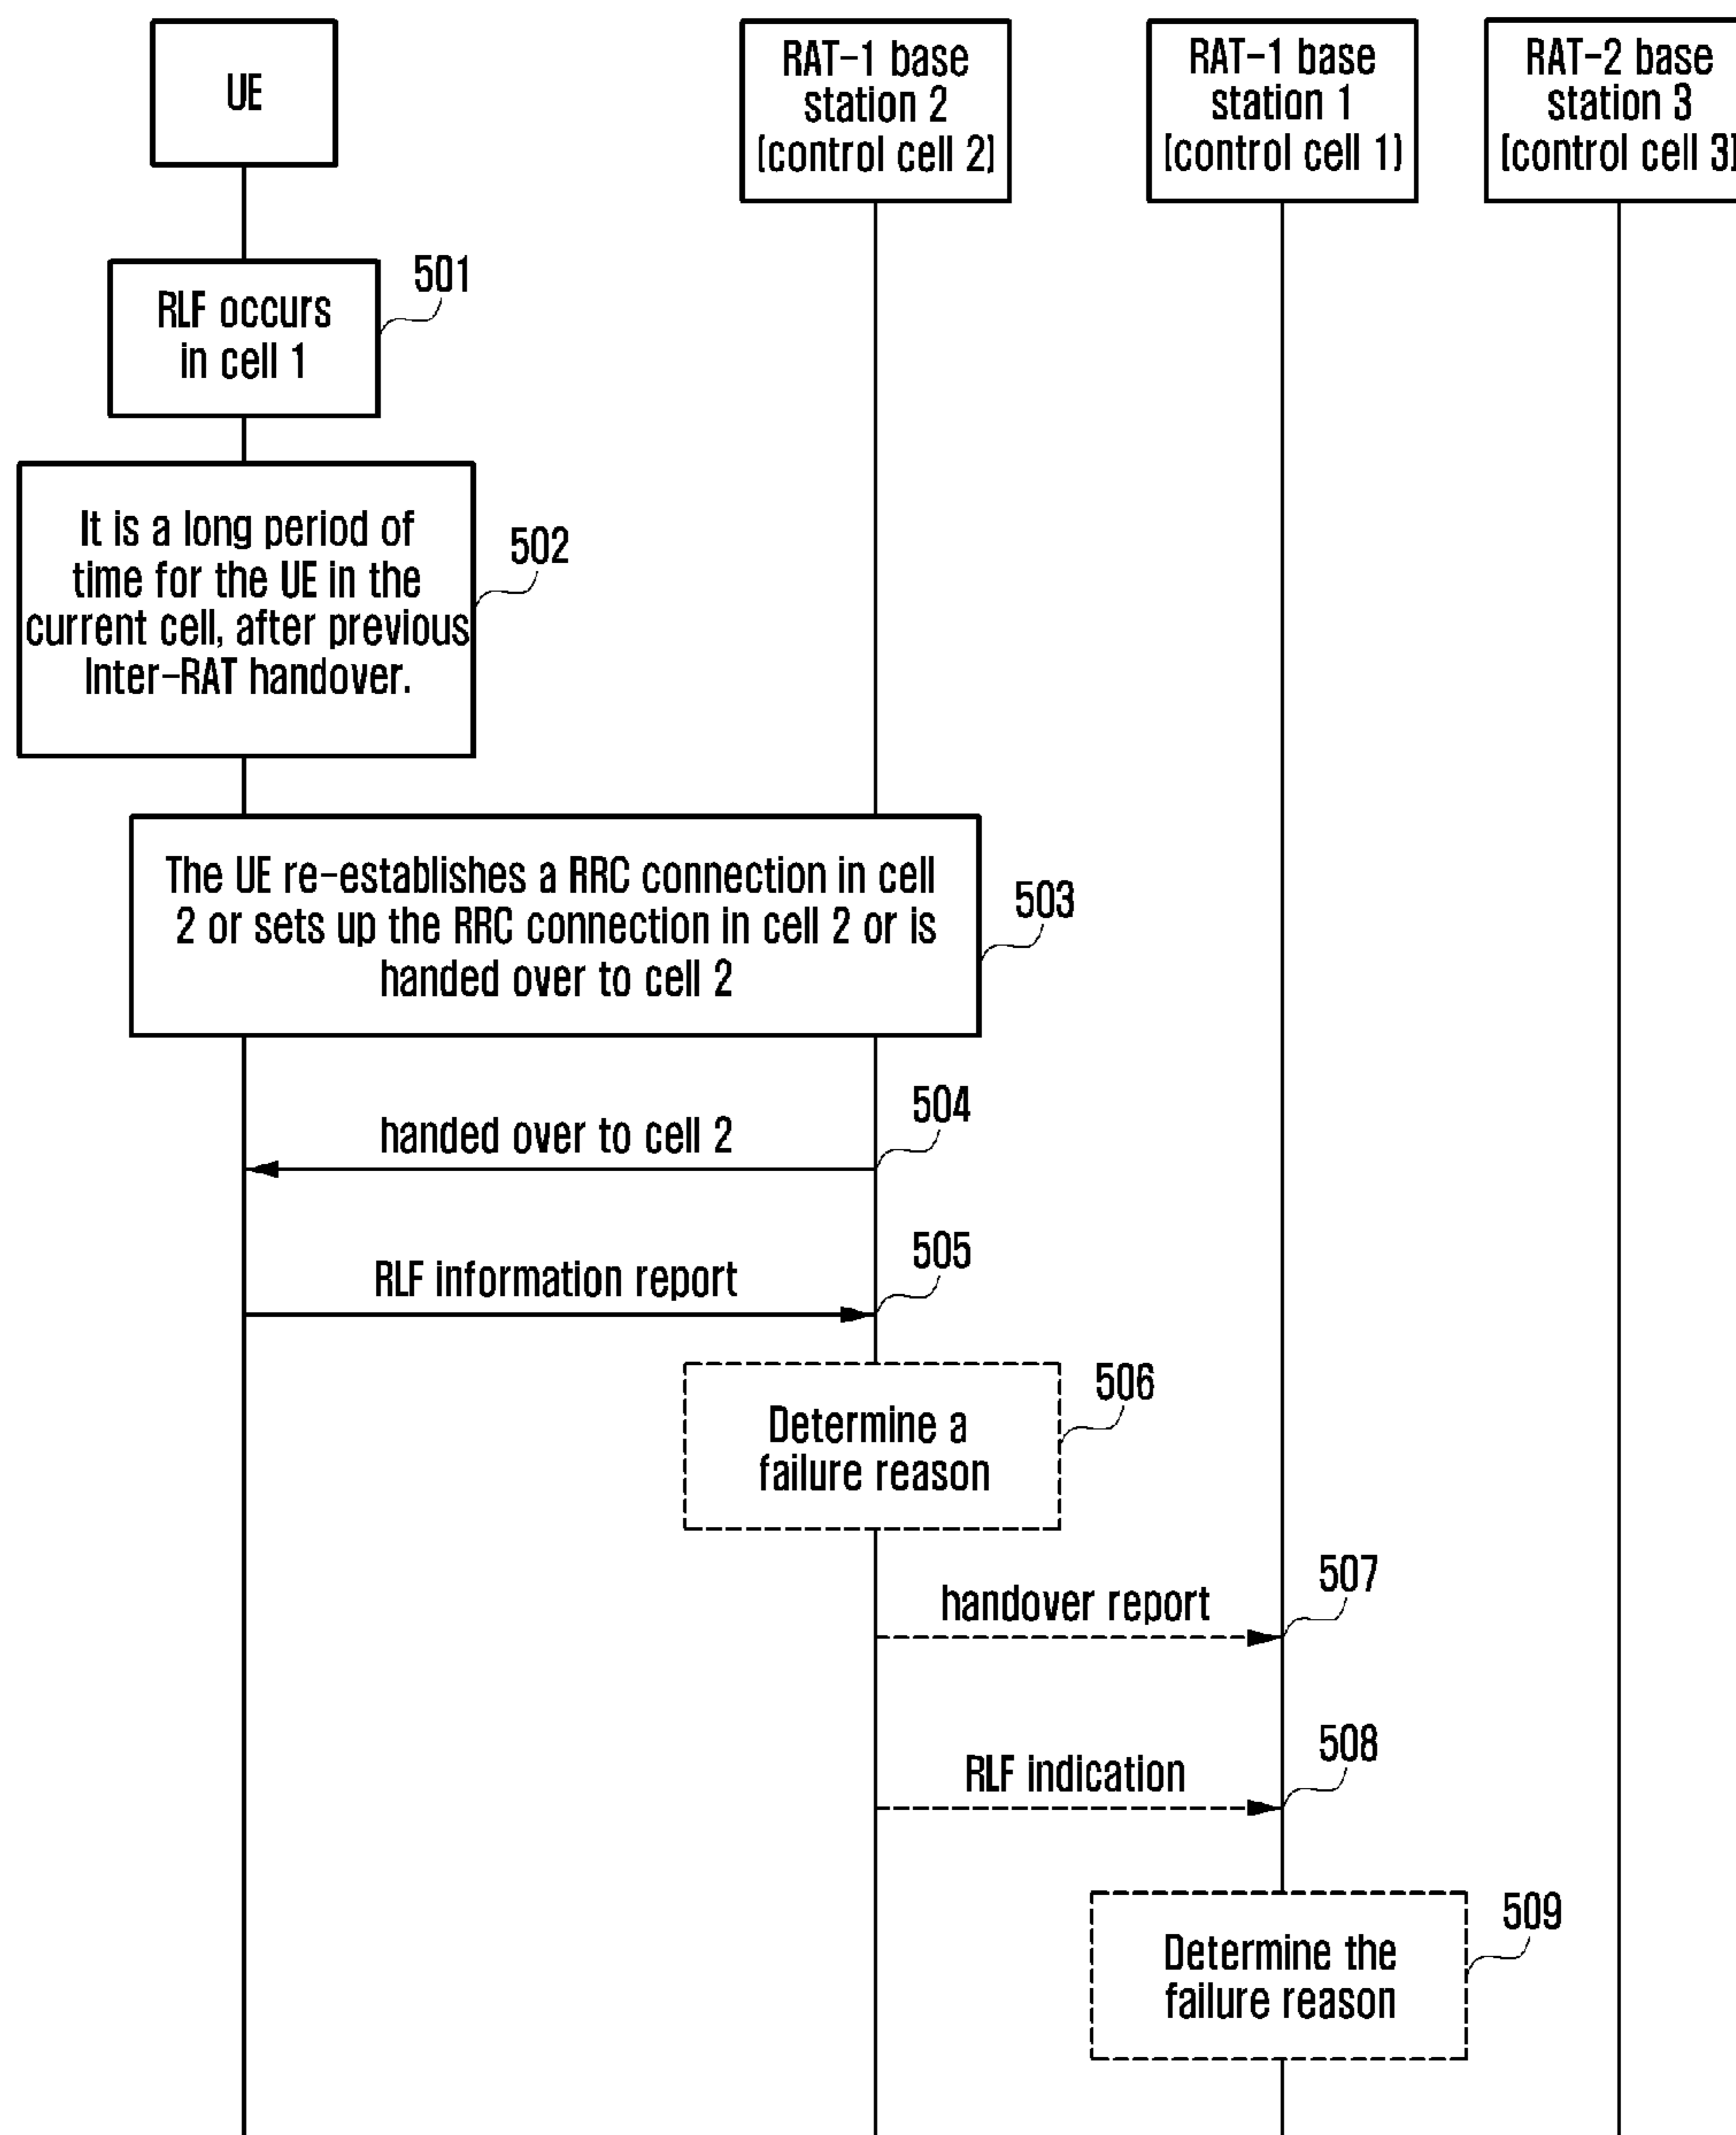 UE
RAT-1 base
station 2
(control cell 2)
RAT-1 base
station 1
(control cell 1)
RAT-2 base
station 3
(control cell 3)
RLF occurs
in cell 1
501
It is a long period of
time for the UE in the
current cell, after previous
Inter-RAT handover.
502
The UE re-establishes a RRC connection in cell
2 or sets up the RRC connection in cell 2 or is
handed over to cell 2
503
handed over to cell 2
504
RLF information report
505
Determine a
failure reason
506
handover report
507
RLF indication
508
Determine the
failure reason
509